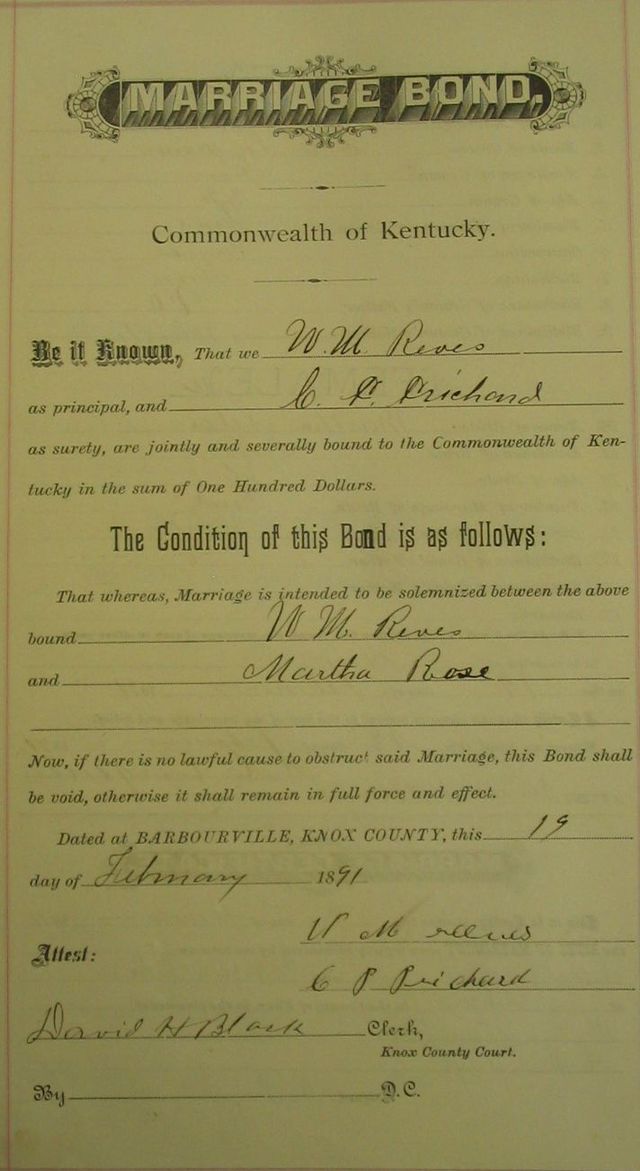 MARRIAGE BOND.
Commonwealth of Kentucky.
Be it Known, That we W. M. Reves
as principal, and C. P. Prichard
as surety, are jointly and severally bound to the Commonwealth of Ken-
tucky in the sum of One Hundred Dollars.
The Condition of this Bond is as follows:
That whereas, Marriage is intended to be solemnized between the above
bound W M. Reves
and Martha Rose
Now, if there is no lawful cause to obstruct said Marriage, this Bond shall
be void, otherwise it shall remain in full force and effect.
Dated at BARBOURVILLE, KNOX COUNTY, this 19
day of February 1891
W M reeves
Attest:
C P Prichard
David H Black Clerk,
Knox County Court.
By D.C.